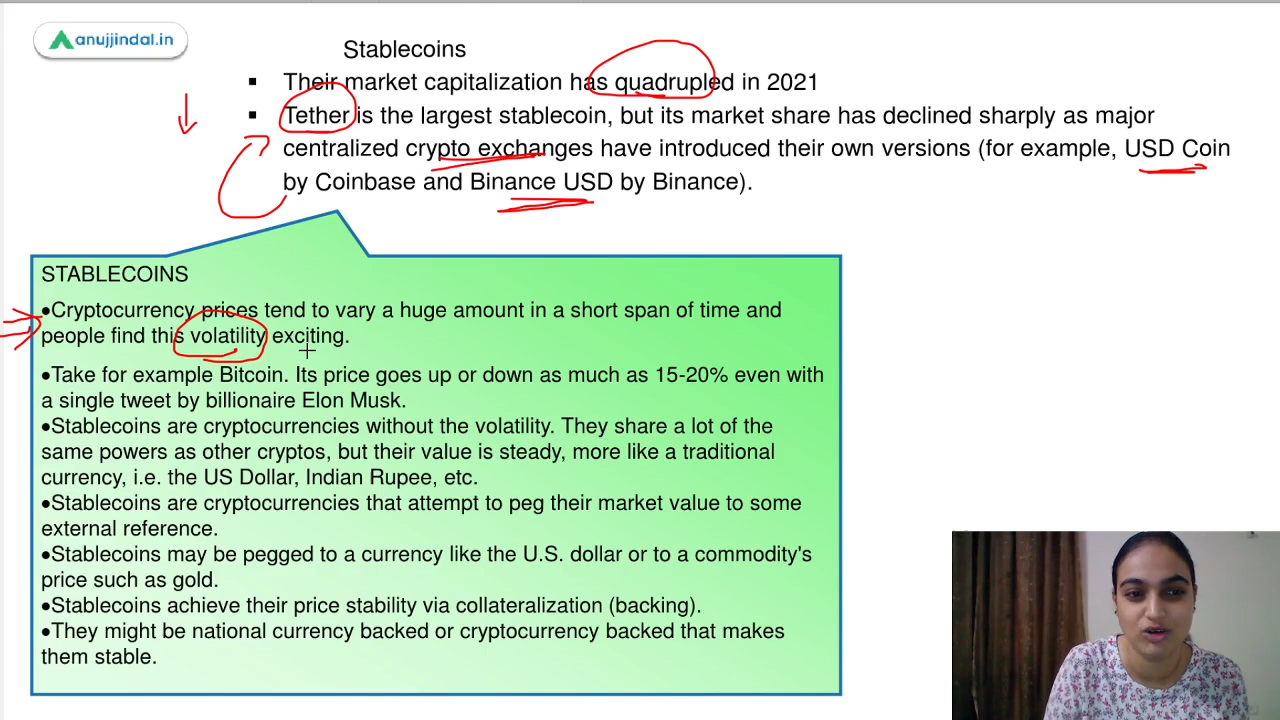 anujjindal.in
Stablecoins
▪ Their market capitalization has quadrupled in 2021
▪ Tether is the largest stablecoin, but its market share has declined sharply as major
centralized crypto exchanges have introduced their own versions (for example, USD Coin
by Coinbase and Binance USD by Binance).
STABLECOINS
•Cryptocurrency prices tend to vary a huge amount in a short span of time and
people find this volatility exciting.
•Take for example Bitcoin. Its price goes up or down as much as 15-20% even with
a single tweet by billionaire Elon Musk.
•Stablecoins are cryptocurrencies without the volatility. They share a lot of the
same powers as other cryptos, but their value is steady, more like a traditional
currency, i.e. the US Dollar, Indian Rupee, etc.
•Stablecoins are cryptocurrencies that attempt to peg their market value to some
external reference.
•Stablecoins may be pegged to a currency like the U.S. dollar or to a commodity's
price such as gold.
•Stablecoins achieve their price stability via collateralization (backing).
•They might be national currency backed or cryptocurrency backed that makes
them stable.